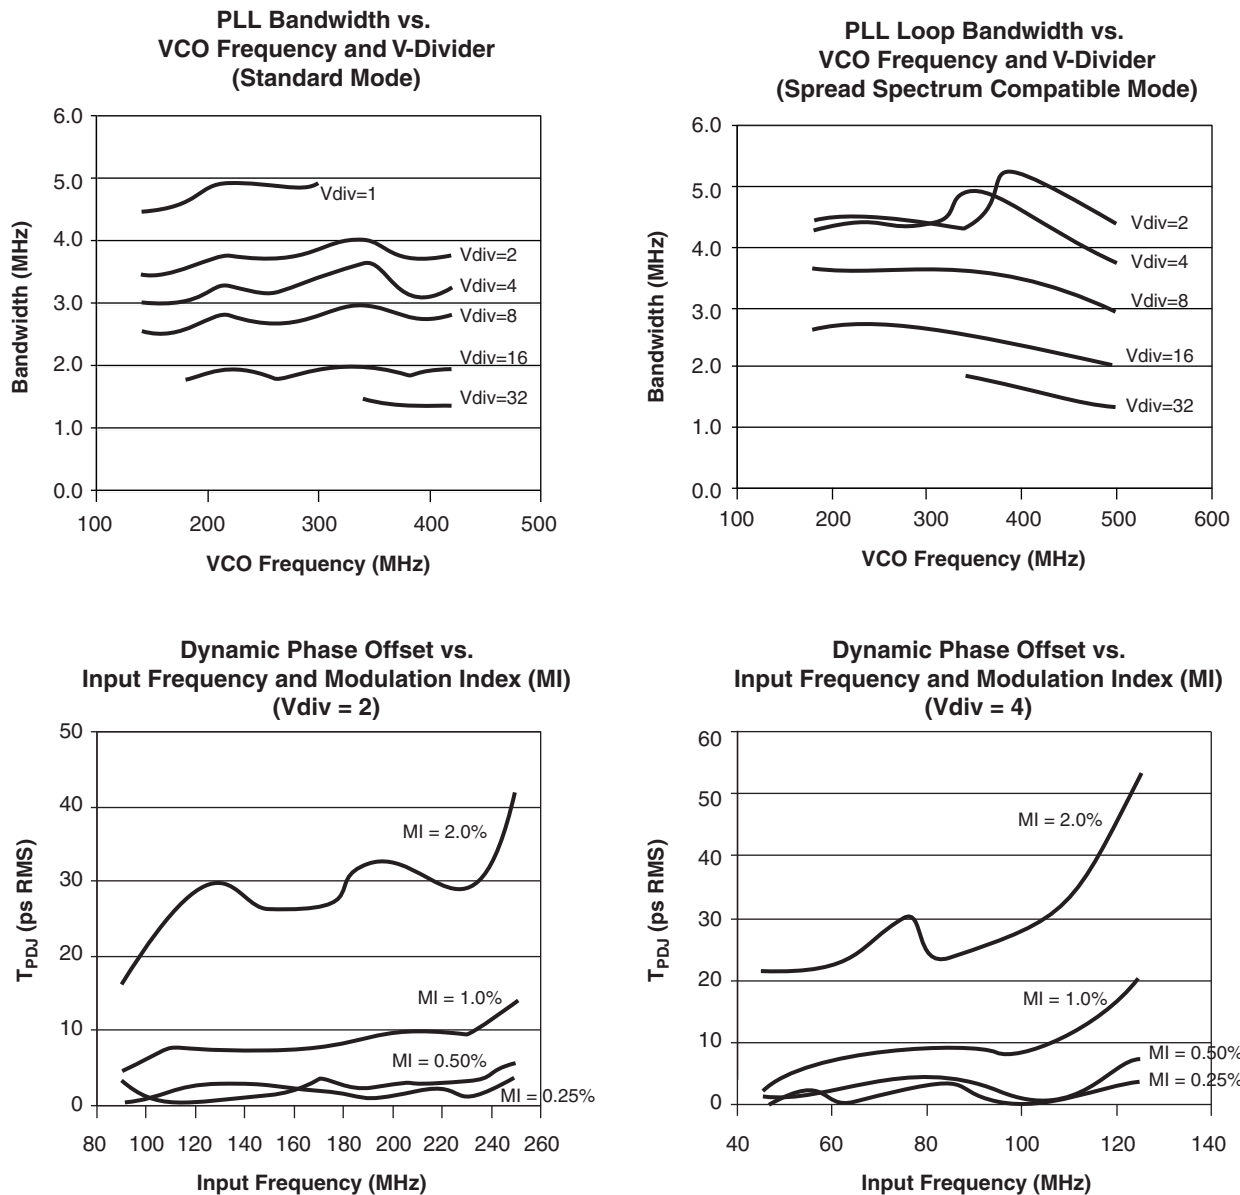 PLL Bandwidth vs.
VCO Frequency and V-Divider
(Standard Mode)
6.0
5.0
4.0
3.0
2.0
1.0
0.0
Bandwidth (MHz)
Vdiv=1
Vdiv=2
Vdiv=4
Vdiv=8
Vdiv=16
Vdiv=32
100 200 300 400 500
VCO Frequency (MHz)
PLL Loop Bandwidth vs.
VCO Frequency and V-Divider
(Spread Spectrum Compatible Mode)
6.0
5.0
4.0
3.0
2.0
1.0
0.0
Bandwidth (MHz)
Vdiv=2
Vdiv=4
Vdiv=8
Vdiv=16
Vdiv=32
100 200 300 400 500 600
VCO Frequency (MHz)
Dynamic Phase Offset vs.
Input Frequency and Modulation Index (MI)
(Vdiv = 2)
50
40
30
20
10
0
TPDJ (ps RMS)
MI = 2.0%
MI = 1.0%
MI = 0.50%
MI = 0.25%
80 100 120 140 160 180 200 220 240 260
Input Frequency (MHz)
Dynamic Phase Offset vs.
Input Frequency and Modulation Index (MI)
(Vdiv = 4)
60
50
40
30
20
10
0
TPDJ (ps RMS)
MI = 2.0%
MI = 1.0%
MI = 0.50%
MI = 0.25%
40 60 80 100 120 140
Input Frequency (MHz)